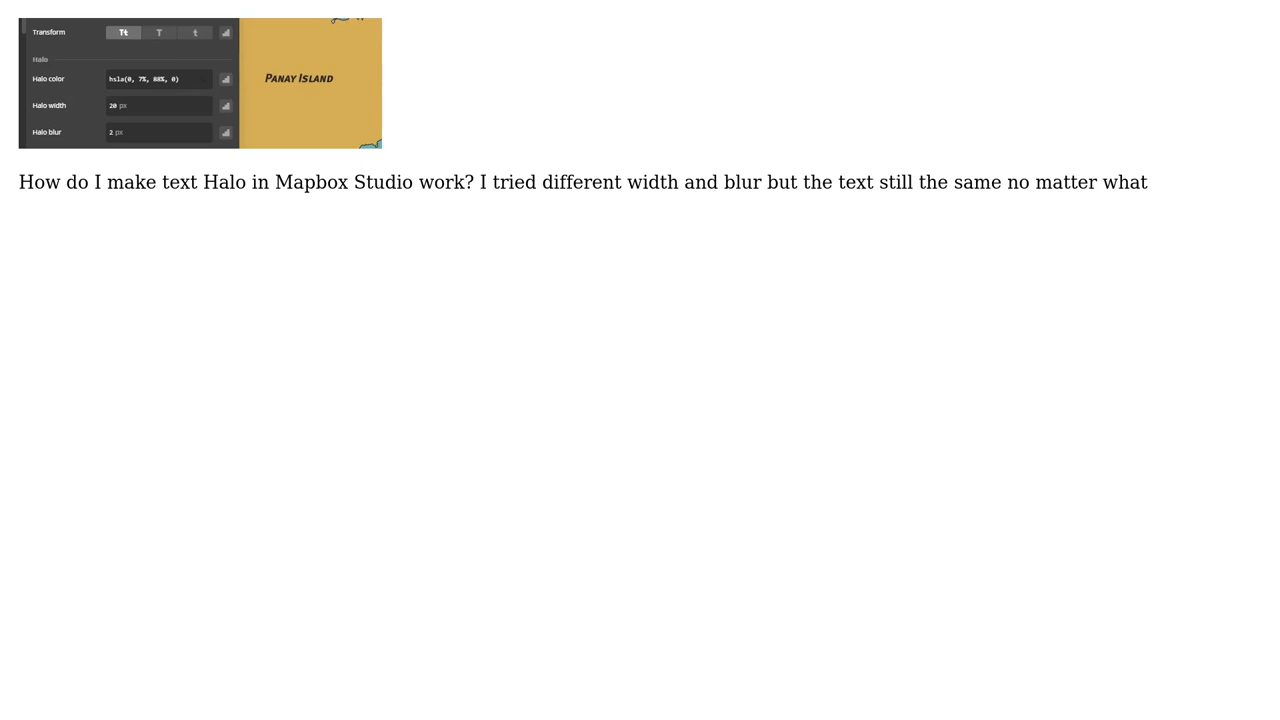 Transform Tt T t
Halo
Halo color hsla(0, 7%, 88%, 0)
Halo width 20 px
Halo blur 2 px
PANAY ISLAND
How do I make text Halo in Mapbox Studio work? I tried different width and blur but the text still the same no matter what